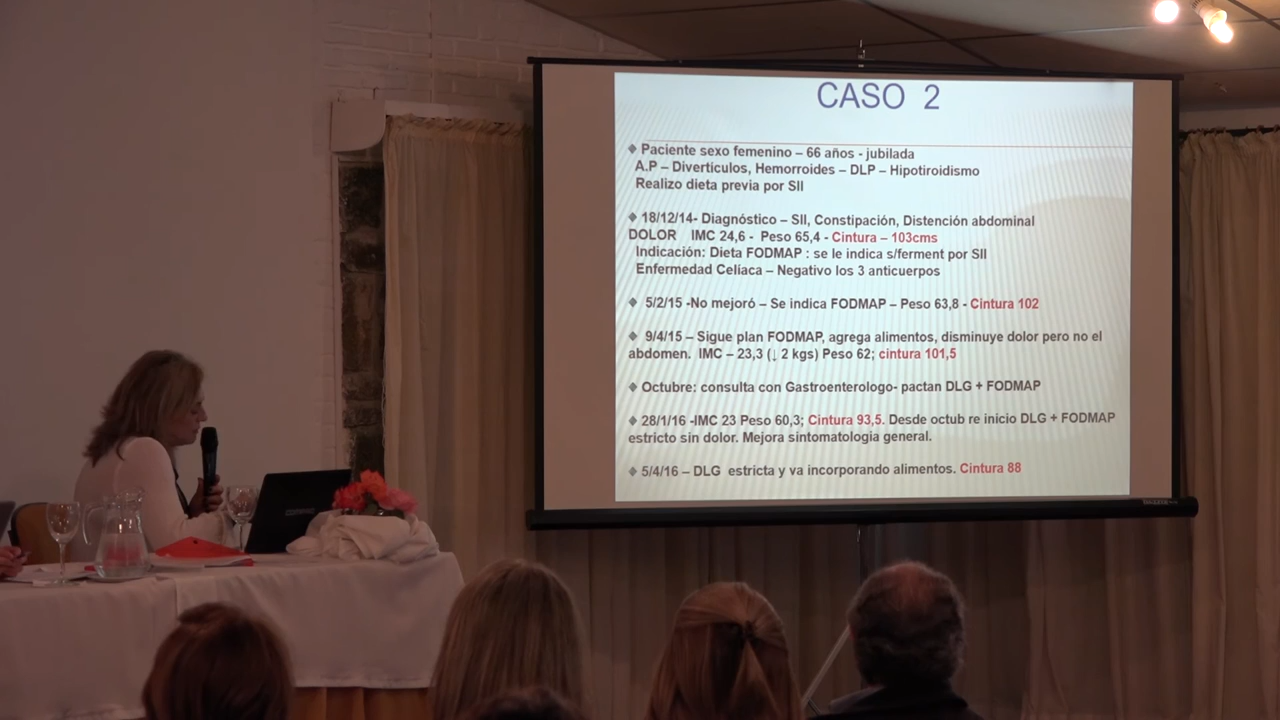 CASO 2
❖ Paciente sexo femenino – 66 años - jubilada
A.P – Diverticulos, Hemorroides – DLP – Hipotiroidismo
Realizo dieta previa por SII
❖ 18/12/14- Diagnóstico – SII, Constipación, Distención abdominal
DOLOR IMC 24,6 - Peso 65,4 - Cintura – 103cms
Indicación: Dieta FODMAP : se le indica s/ferment por SII
Enfermedad Celíaca – Negativo los 3 anticuerpos
❖ 5/2/15 -No mejoró – Se indica FODMAP – Peso 63,8 - Cintura 102
❖ 9/4/15 – Sigue plan FODMAP, agrega alimentos, disminuye dolor pero no el
abdomen. IMC – 23,3 (↓ 2 kgs) Peso 62; cintura 101,5
❖ Octubre: consulta con Gastroenterologo- pactan DLG + FODMAP
❖ 28/1/16 -IMC 23 Peso 60,3; Cintura 93,5. Desde octub re inicio DLG + FODMAP
estricto sin dolor. Mejora sintomatologia general.
❖ 5/4/16 – DLG estricta y va incorporando alimentos. Cintura 88